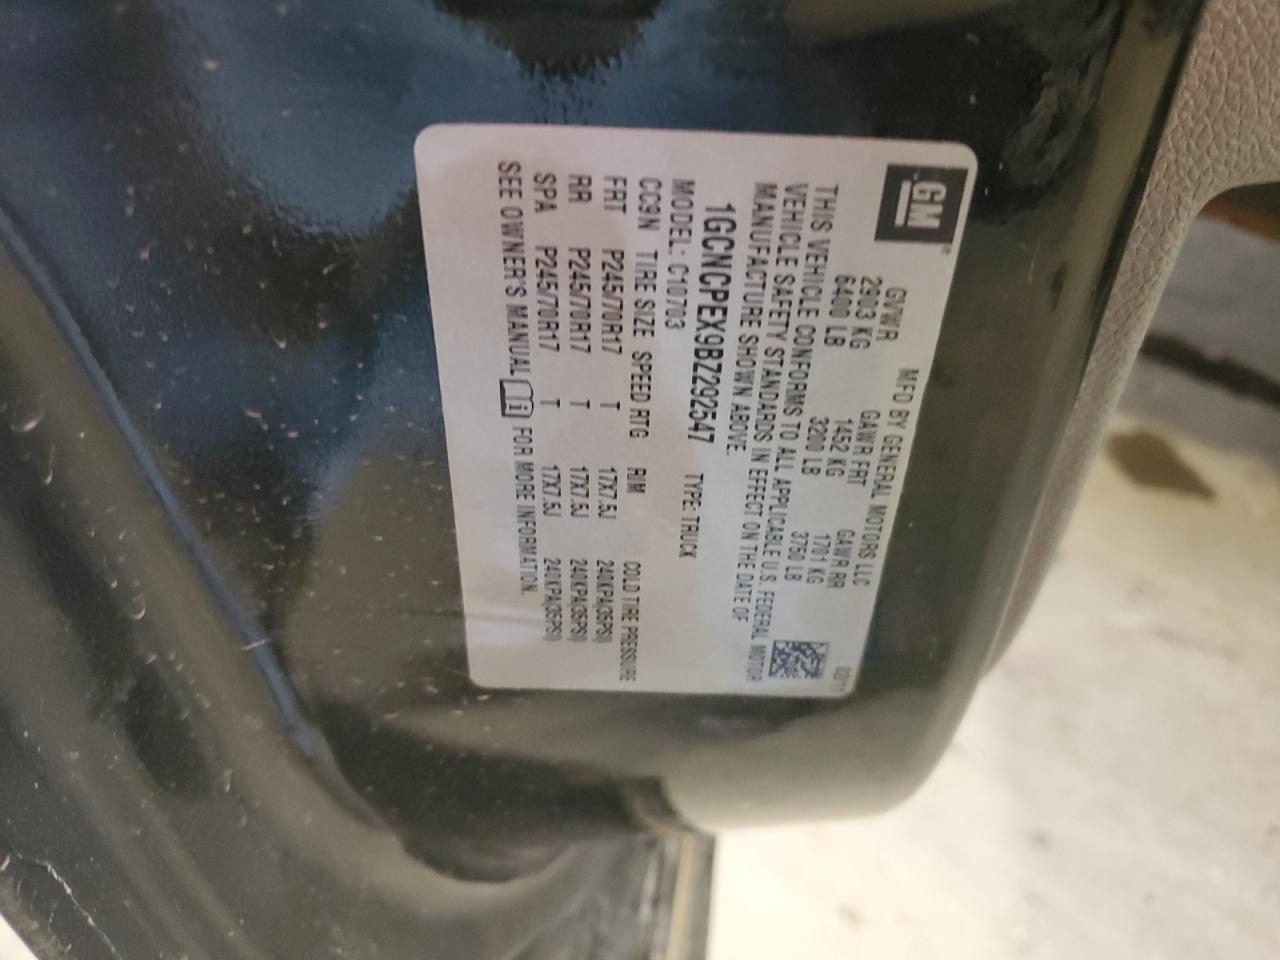 GM
MFD BY GENERAL MOTORS LLC 02/11
GVWR GAWR FRT GAWR RR
2903 KG 1452 KG 1701 KG
6400 LB 3200 LB 3750 LB
THIS VEHICLE CONFORMS TO ALL APPLICABLE U.S. FEDERAL MOTOR
VEHICLE SAFETY STANDARDS IN EFFECT ON THE DATE OF
MANUFACTURE SHOWN ABOVE.
1GCNCPEX9BZ292547 TYPE: TRUCK
MODEL: C10703
CC9N TIRE SIZE SPEED RTG RIM COLD TIRE PRESSURE
FRT P245/70R17 T 17X7.5J 240KPA(35PSI)
RR P245/70R17 T 17X7.5J 240KPA(35PSI)
SPA P245/70R17 T 17X7.5J 240KPA(35PSI)
SEE OWNER'S MANUAL FOR MORE INFORMATION.